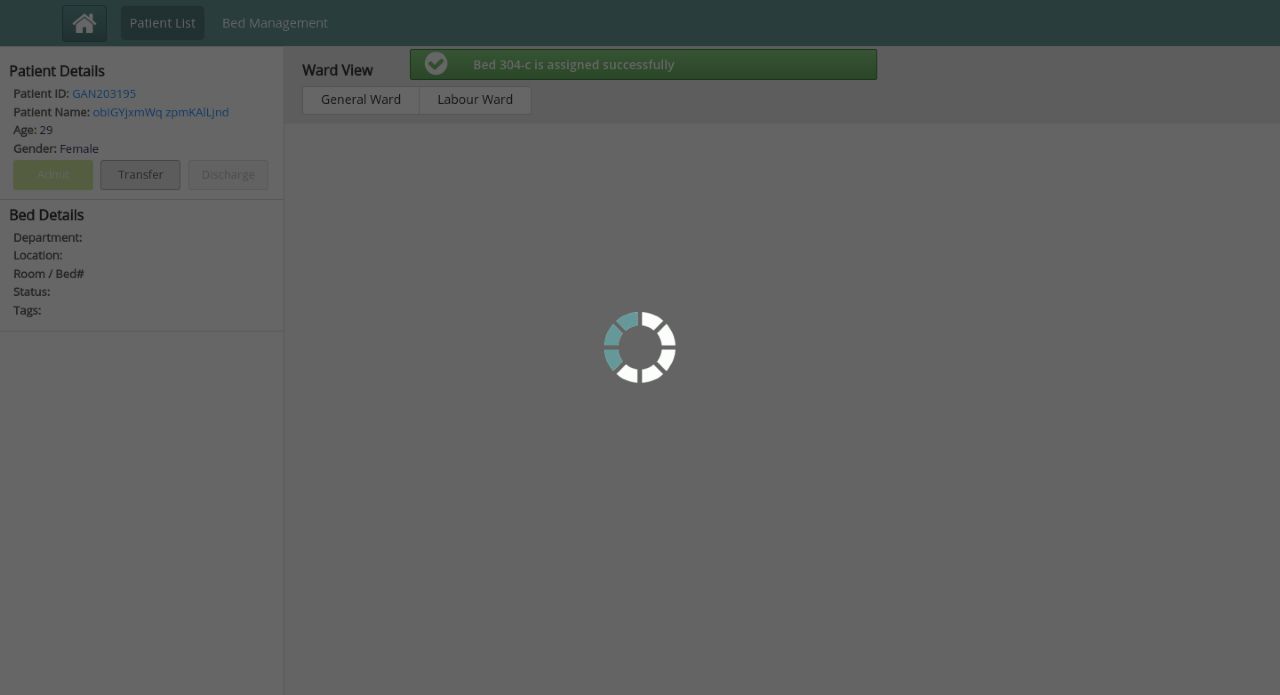 Patient List Bed Management
Patient Details
Patient ID: GAN203195
Patient Name: obiGYjxmWq zpmKAlLjnd
Age: 29
Gender: Female
Admit Transfer Discharge
Bed Details
Department:
Location:
Room / Bed#
Status:
Tags:
Ward View
Bed 304-c is assigned successfully
General Ward Labour Ward